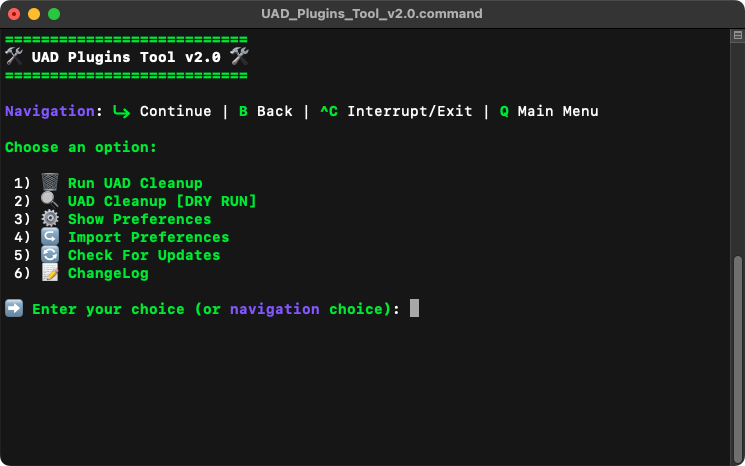 UAD_Plugins_Tool_v2.0.command
===========================
🛠 UAD Plugins Tool v2.0 🛠
===========================
Navigation: ↳ Continue | B Back | ^C Interrupt/Exit | Q Main Menu
Choose an option:
1) 🗑 Run UAD Cleanup
2) 🔍 UAD Cleanup [DRY RUN]
3) ⚙️ Show Preferences
4) ↪️ Import Preferences
5) 🔄 Check For Updates
6) 📝 ChangeLog
➡️ Enter your choice (or navigation choice):